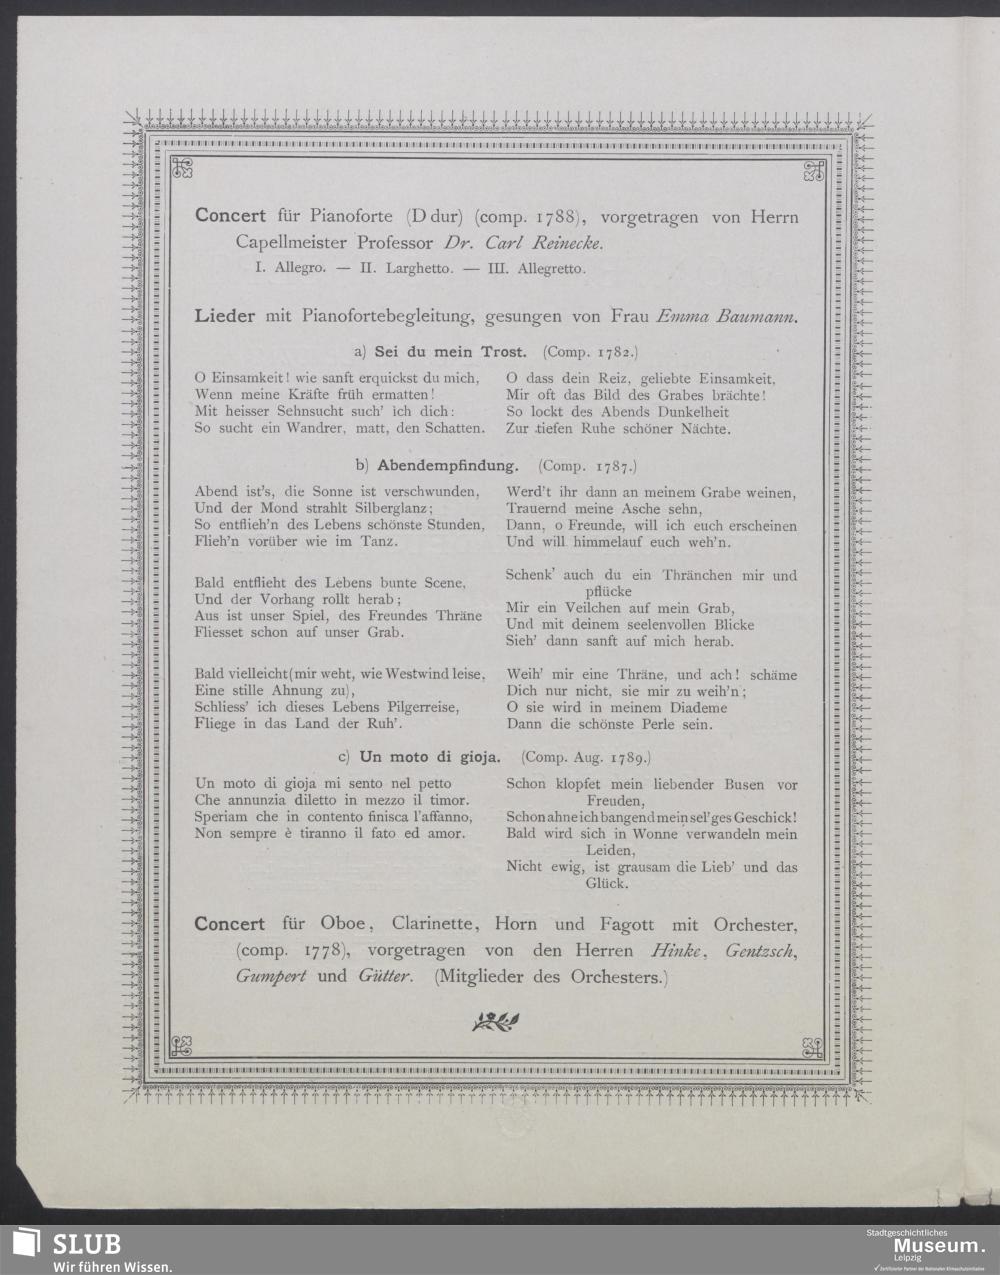 Concert für Pianoforte (D dur) (comp. 1788), vorgetragen von Herrn
Capellmeister Professor Dr. Carl Reinecke.
I. Allegro. — II. Larghetto. — III. Allegretto.
Lieder mit Pianofortebegleitung, gesungen von Frau Emma Baumann.
a) Sei du mein Trost. (Comp. 1782.)
O Einsamkeit! wie sanft erquickst du mich,
Wenn meine Kräfte früh ermatten!
Mit heisser Sehnsucht such' ich dich:
So sucht ein Wandrer, matt, den Schatten.
O dass dein Reiz, geliebte Einsamkeit,
Mir oft das Bild des Grabes brächte!
So lockt des Abends Dunkelheit
Zur tiefen Ruhe schöner Nächte.
b) Abendempfindung. (Comp. 1787.)
Abend ist's, die Sonne ist verschwunden,
Und der Mond strahlt Silberglanz;
So entflieh'n des Lebens schönste Stunden,
Flieh'n vorüber wie im Tanz.
Bald entflieht des Lebens bunte Scene,
Und der Vorhang rollt herab;
Aus ist unser Spiel, des Freundes Thräne
Fliesset schon auf unser Grab.
Bald vielleicht (mir weht, wie Westwind leise,
Eine stille Ahnung zu),
Schliess' ich dieses Lebens Pilgerreise,
Fliege in das Land der Ruh'.
Werd't ihr dann an meinem Grabe weinen,
Trauernd meine Asche sehn,
Dann, o Freunde, will ich euch erscheinen
Und will himmelauf euch weh'n.
Schenk' auch du ein Thränchen mir und
pflücke
Mir ein Veilchen auf mein Grab,
Und mit deinem seelenvollen Blicke
Sieh' dann sanft auf mich herab.
Weih' mir eine Thräne, und ach! schäme
Dich nur nicht, sie mir zu weih'n;
O sie wird in meinem Diademe
Dann die schönste Perle sein.
c) Un moto di gioja. (Comp. Aug. 1789.)
Un moto di gioja mi sento nel petto
Che annunzia diletto in mezzo il timor.
Speriam che in contento finisca l'affanno,
Non sempre è tiranno il fato ed amor.
Schon klopfet mein liebender Busen vor
Freuden,
Schon ahne ich bangend mein sel'ges Geschick!
Bald wird sich in Wonne verwandeln mein
Leiden,
Nicht ewig, ist grausam die Lieb' und das
Glück.
Concert für Oboe, Clarinette, Horn und Fagott mit Orchester,
(comp. 1778), vorgetragen von den Herren Hinke, Gentzsch,
Gumpert und Gütter. (Mitglieder des Orchesters.)
SLUB
Wir führen Wissen.
Stadtgeschichtliches
Museum.
Leipzig
Zertifizierter Partner der Nationalen Klimaschutzinitiative